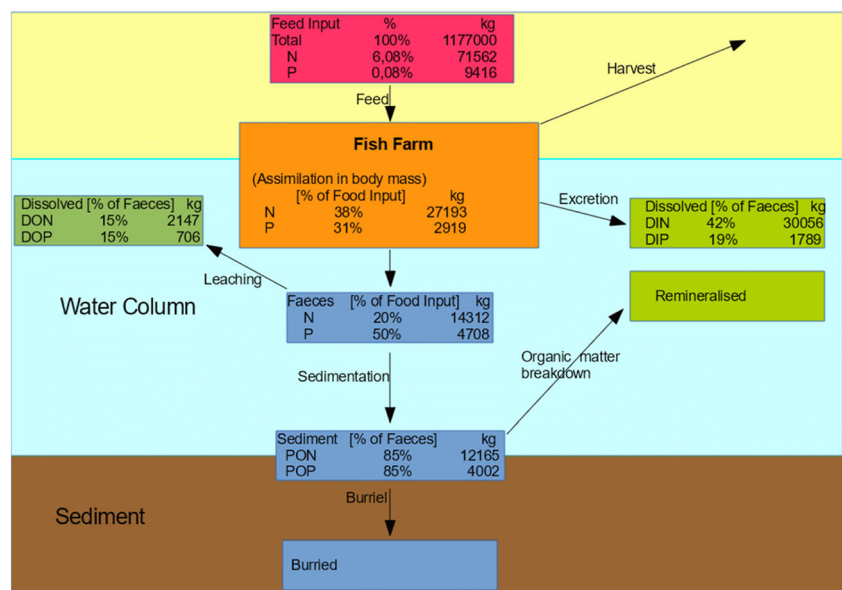 Feed Input % kg
Total 100% 1177000
N 6,08% 71562
P 0,08% 9416
Harvest
Feed
Fish Farm
(Assimilation in body mass)
[% of Food Input] kg
N 38% 27193
P 31% 2919
Excretion
Dissolved [% of Faeces] kg
DON 15% 2147
DOP 15% 706
Dissolved [% of Faeces] kg
DIN 42% 30056
DIP 19% 1789
Leaching
Remineralised
Water Column
Faeces [% of Food Input] kg
N 20% 14312
P 50% 4708
Organic matter
breakdown
Sedimentation
Sediment [% of Faeces] kg
PON 85% 12165
POP 85% 4002
Burriel
Sediment
Burried